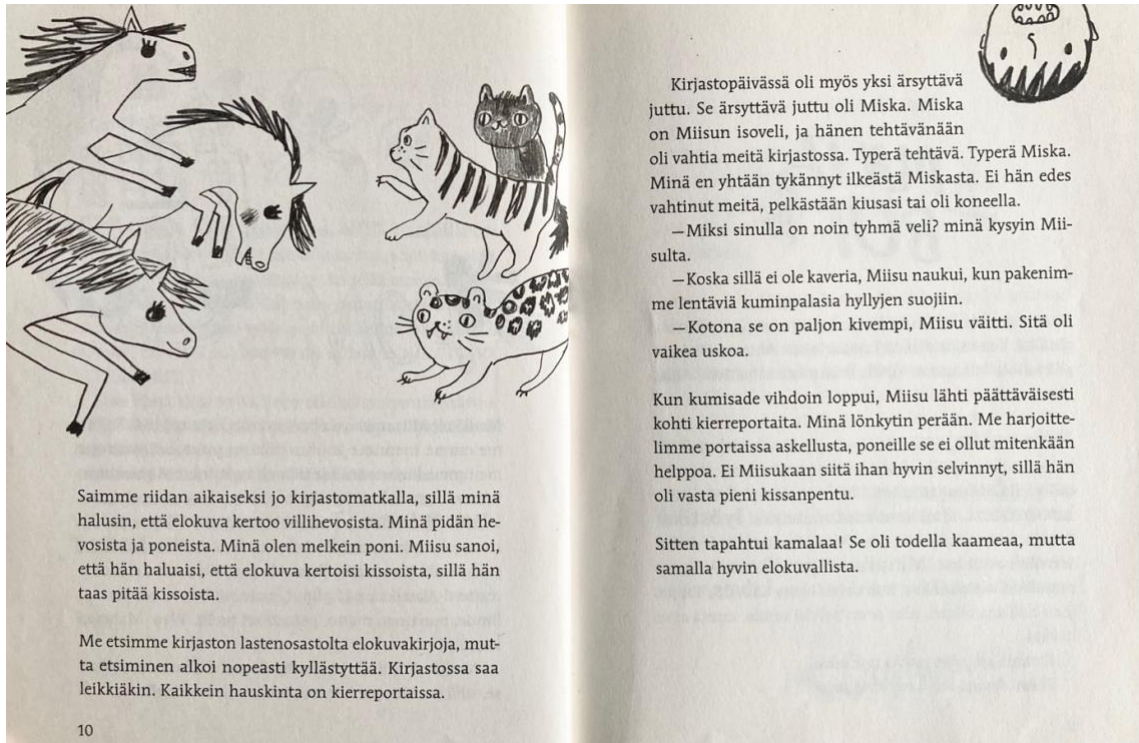 Saimme riidan aikaiseksi jo kirjastomatkalla, sillä minä
halusin, että elokuva kertoo villihevosista. Minä pidän he-
vosista ja poneista. Minä olen melkein poni. Miisu sanoi,
että hän haluaisi, että elokuva kertoisi kissoista, sillä hän
taas pitää kissoista.
Me etsimme kirjaston lastenosastolta elokuvakirjoja, mut-
ta etsiminen alkoi nopeasti kyllästyttää. Kirjastossa saa
leikkiäkin. Kaikkein hauskinta on kierreportaissa.
10
Kirjastopäivässä oli myös yksi ärsyttävä
juttu. Se ärsyttävä juttu oli Miska. Miska
on Miisun isoveli, ja hänen tehtävänään
oli vahtia meitä kirjastossa. Typerä tehtävä. Typerä Miska.
Minä en yhtään tykännyt ilkeästä Miskasta. Ei hän edes
vahtinut meitä, pelkästään kiusasi tai oli koneella.
—Miksi sinulla on noin tyhmä veli? minä kysyin Mii-
sulta.
—Koska sillä ei ole kaveria, Miisu naukui, kun pakenim-
me lentäviä kuminpalasia hyllyjen suojiin.
—Kotona se on paljon kivempi, Miisu väitti. Sitä oli
vaikea uskoa.
Kun kumisade vihdoin loppui, Miisu lähti päättäväisesti
kohti kierreportaita. Minä lönkytin perään. Me harjoitte-
limme portaissa askellusta, poneille se ei ollut mitenkään
helppoa. Ei Miisukaan siitä ihan hyvin selvinnyt, sillä hän
oli vasta pieni kissanpentu.
Sitten tapahtui kamalaa! Se oli todella kaameaa, mutta
samalla hyvin elokuvallista.